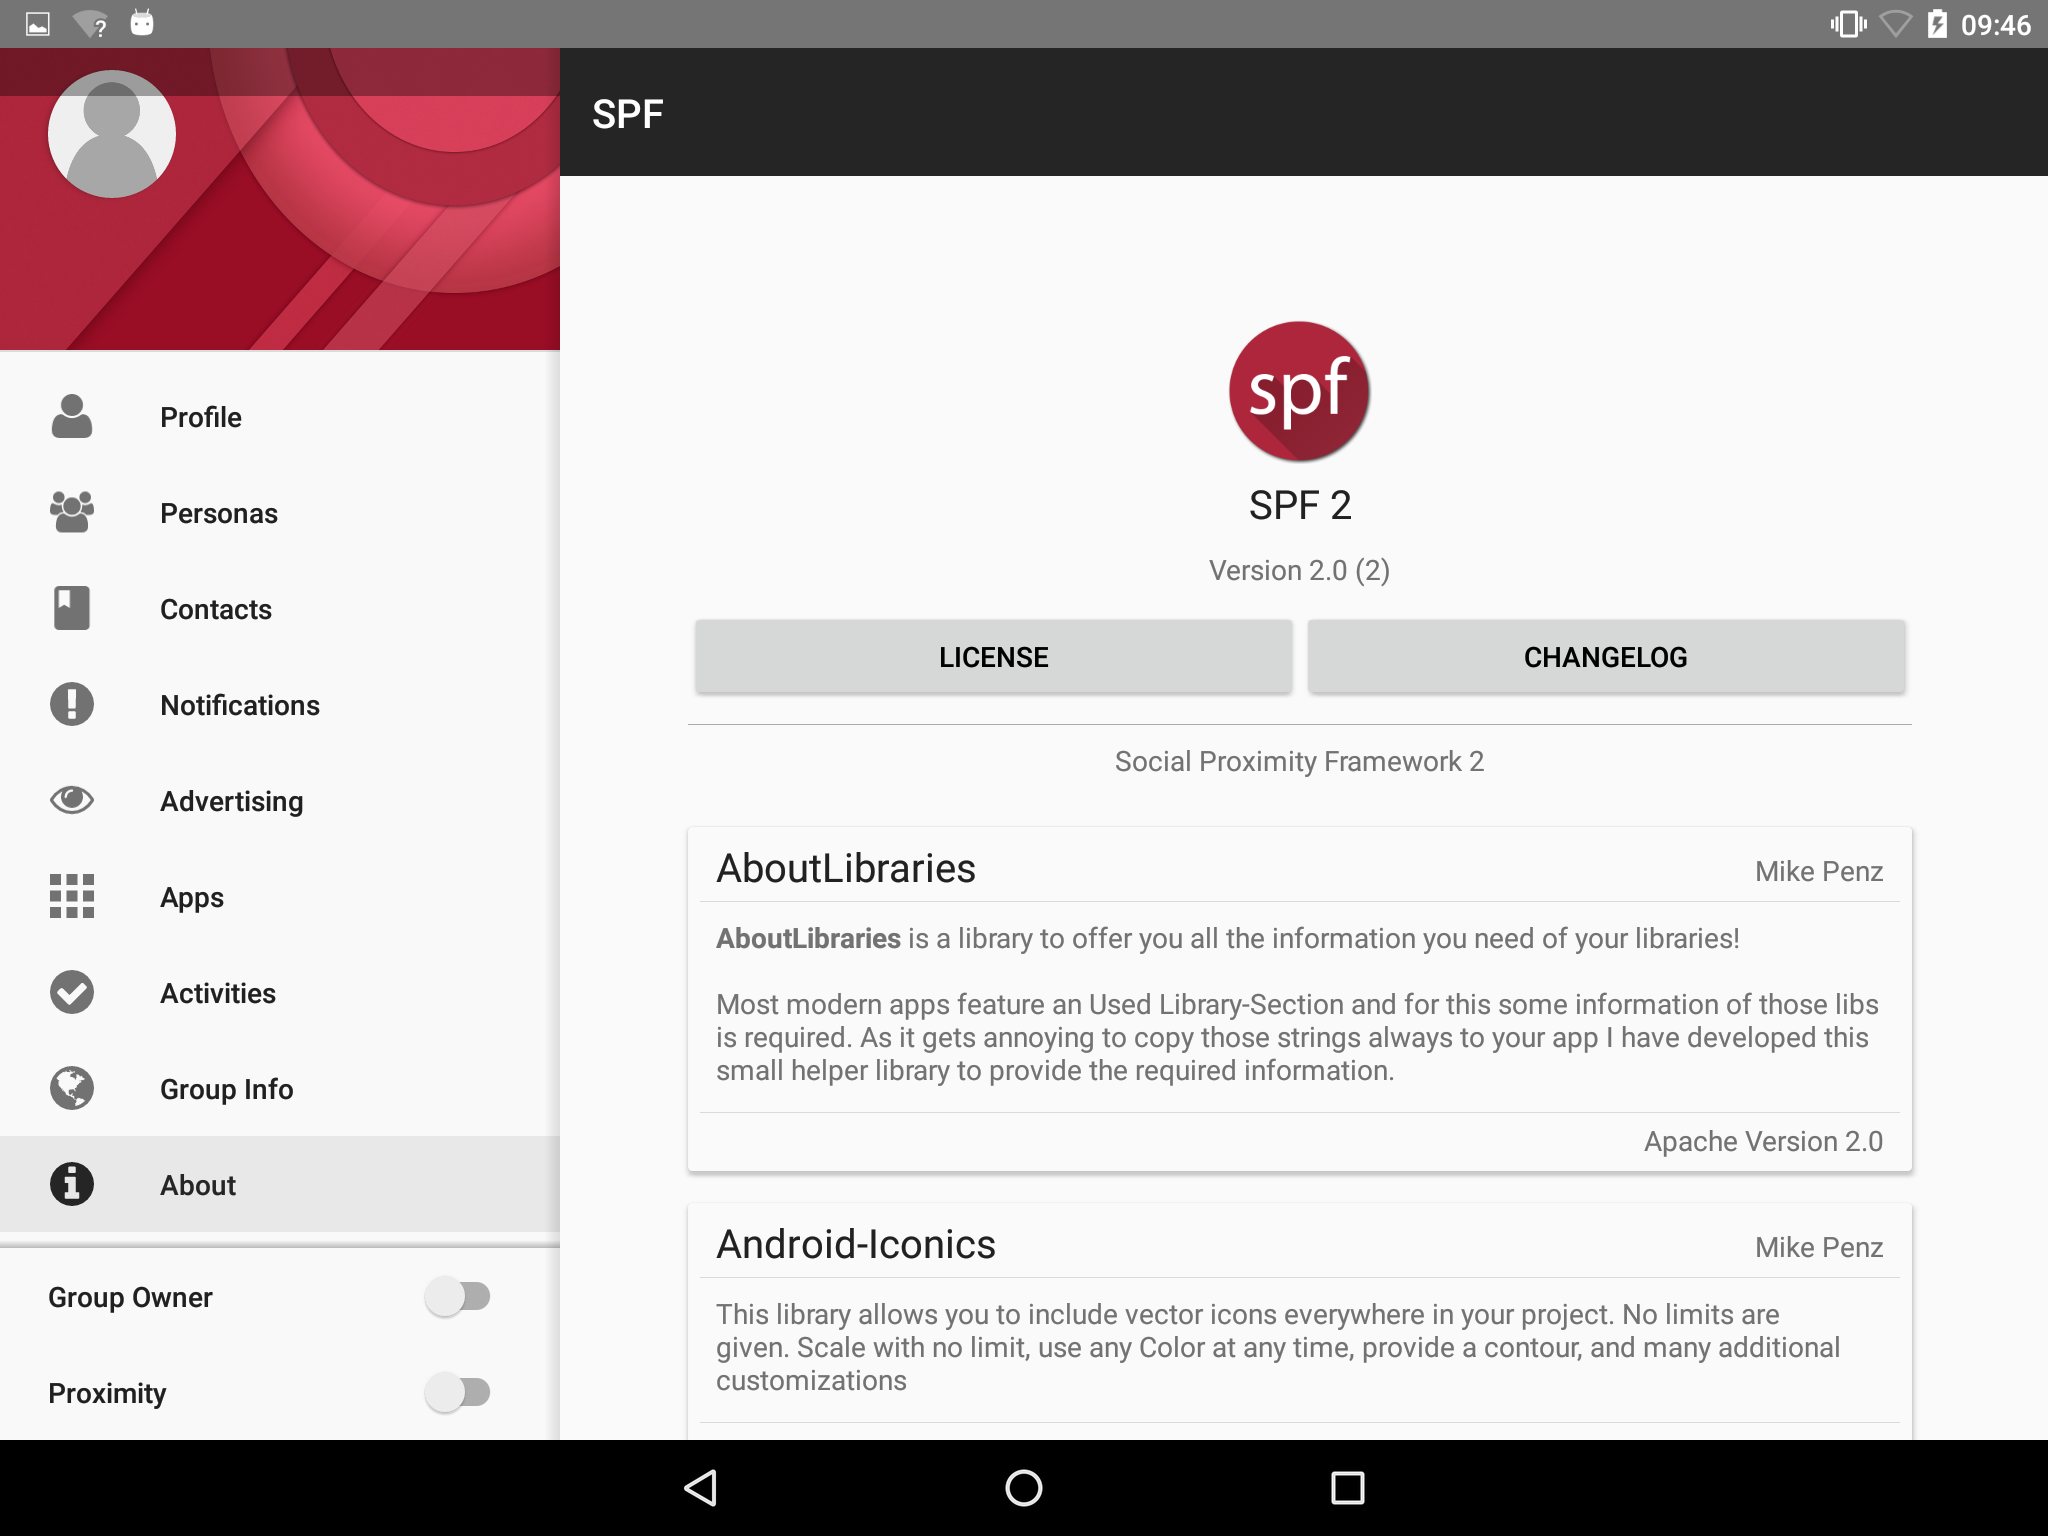 09:46
SPF
Profile
Personas
Contacts
Notifications
Advertising
Apps
Activities
Group Info
About
Group Owner
Proximity
spf
SPF 2
Version 2.0 (2)
LICENSE
CHANGELOG
Social Proximity Framework 2
AboutLibraries
Mike Penz
AboutLibraries is a library to offer you all the information you need of your libraries!
Most modern apps feature an Used Library-Section and for this some information of those libs
is required. As it gets annoying to copy those strings always to your app I have developed this
small helper library to provide the required information.
Apache Version 2.0
Android-Iconics
Mike Penz
This library allows you to include vector icons everywhere in your project. No limits are
given. Scale with no limit, use any Color at any time, provide a contour, and many additional
customizations